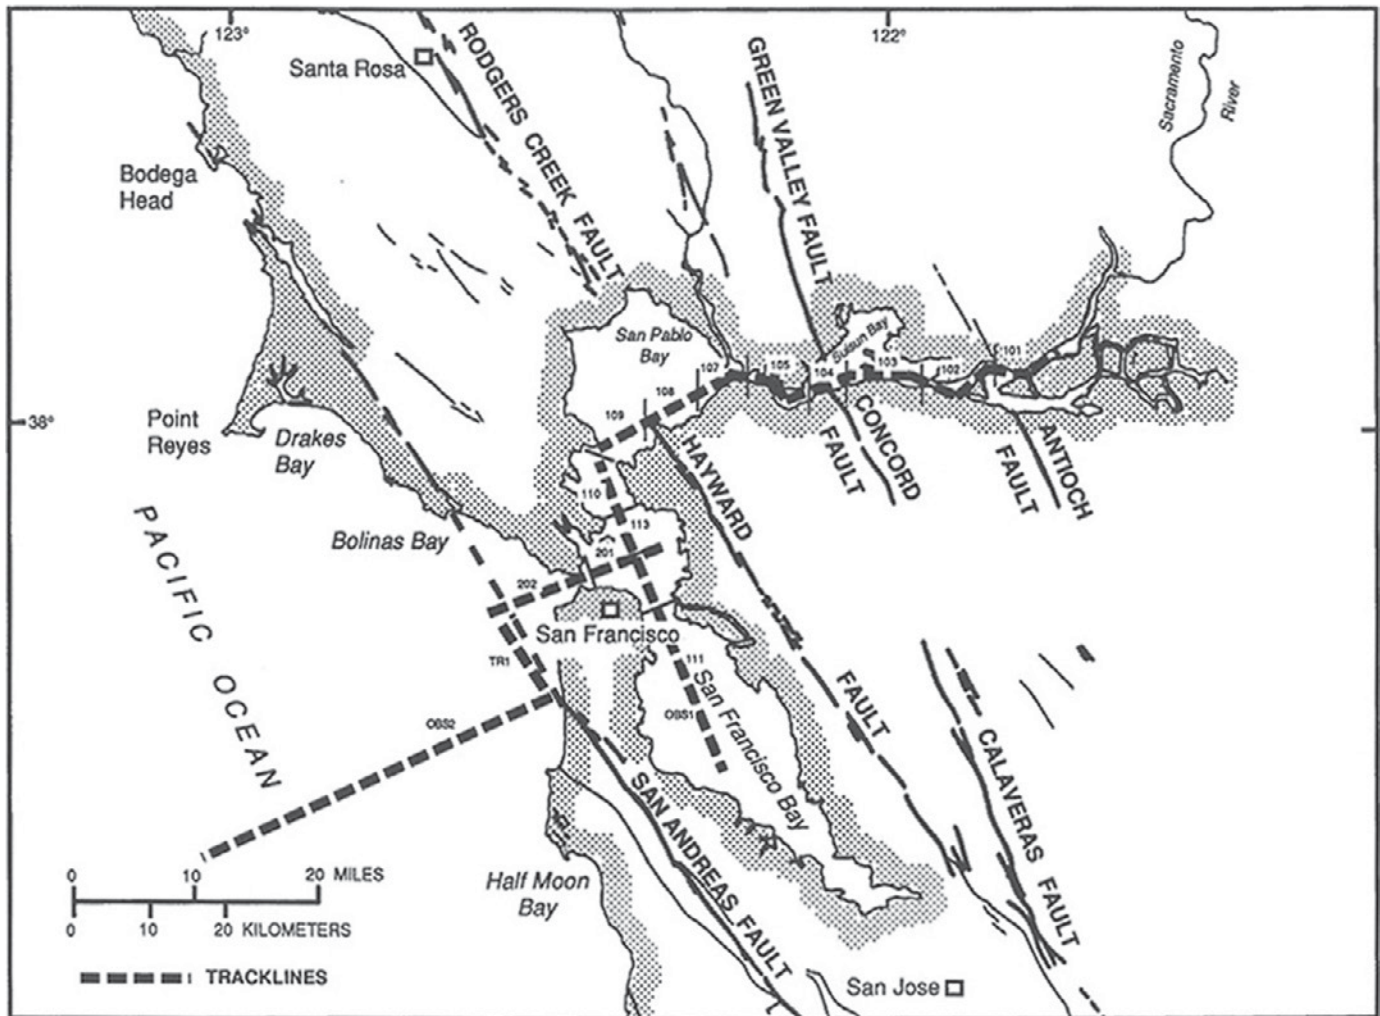 123°
122°
Santa Rosa
RODGERS CREEK FAULT
GREEN VALLEY FAULT
Sacramento
River
Bodega
Head
San Pablo
Bay
Suisun Bay
101
102
103
104
105
107
108
109
38°
Point
Reyes
Drakes
Bay
CONCORD
FAULT
ANTIOCH
FAULT
HAYWARD
FAULT
110
113
Bolinas Bay
201
202
PACIFIC OCEAN
San Francisco
TR1
111
OBS1
San Francisco Bay
OBS2
CALAVERAS FAULT
SAN ANDREAS FAULT
Half Moon
Bay
San Jose
0 10 20 MILES
0 10 20 KILOMETERS
TRACKLINES